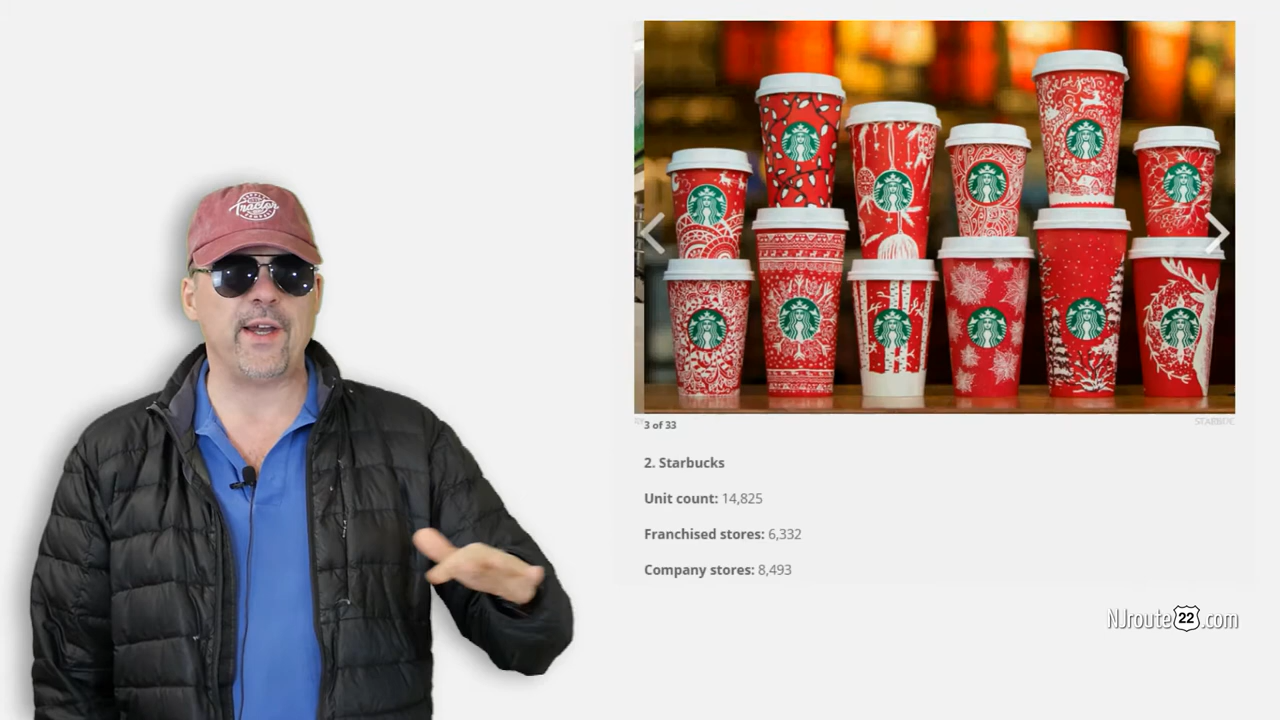 Tractor
3 of 33
2. Starbucks
Unit count: 14,825
Franchised stores: 6,332
Company stores: 8,493
NJroute22.com